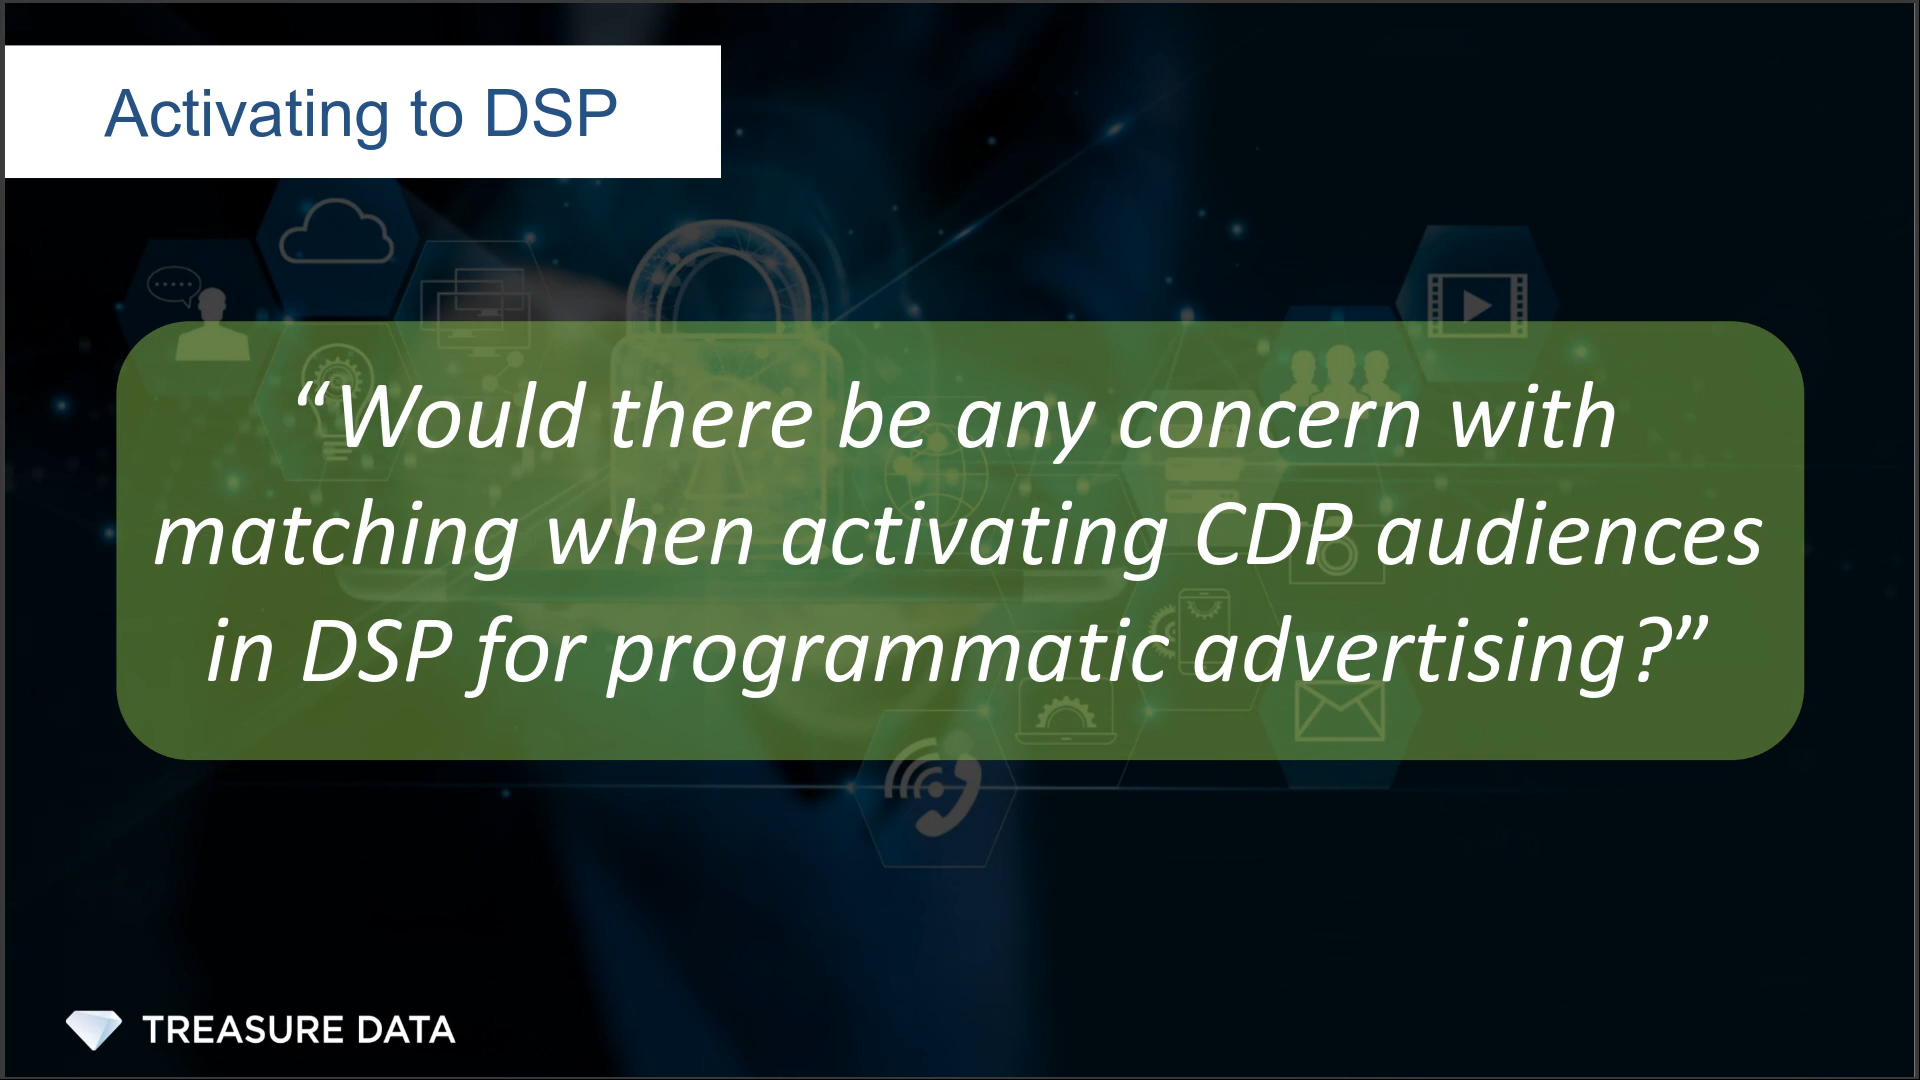 Activating to DSP
“Would there be any concern with
matching when activating CDP audiences
in DSP for programmatic advertising?”
TREASURE DATA